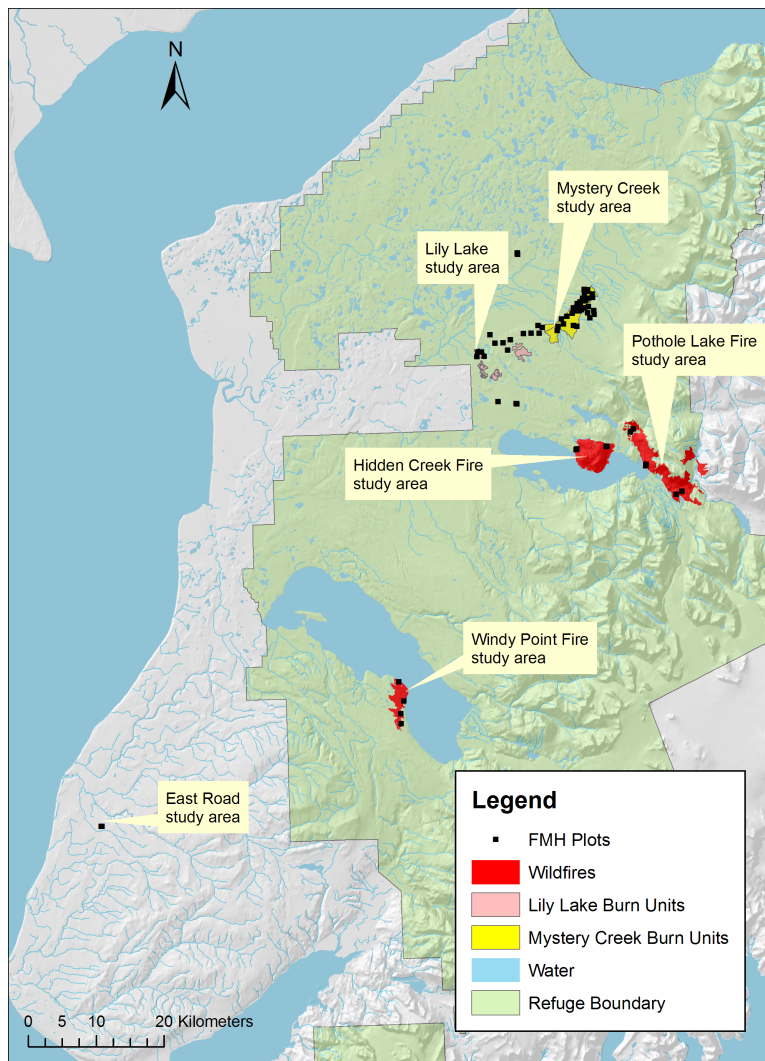 N
Mystery Creek
study area
Lily Lake
study area
Pothole Lake Fire
study area
Hidden Creek Fire
study area
Windy Point Fire
study area
East Road
study area
Legend
FMH Plots
Wildfires
Lily Lake Burn Units
Mystery Creek Burn Units
Water
Refuge Boundary
0 5 10 20 Kilometers